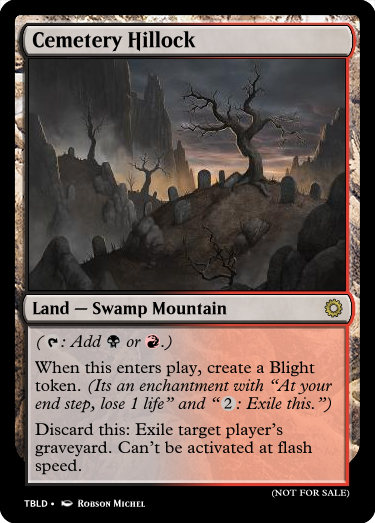 Cemetery Hillock
Land — Swamp Mountain
( : Add or .)
When this enters play, create a Blight
token. (Its an enchantment with “At your
end step, lose 1 life” and “2: Exile this.”)
Discard this: Exile target player’s
graveyard. Can’t be activated at flash
speed.
(NOT FOR SALE)
TBLD • Robson Michel